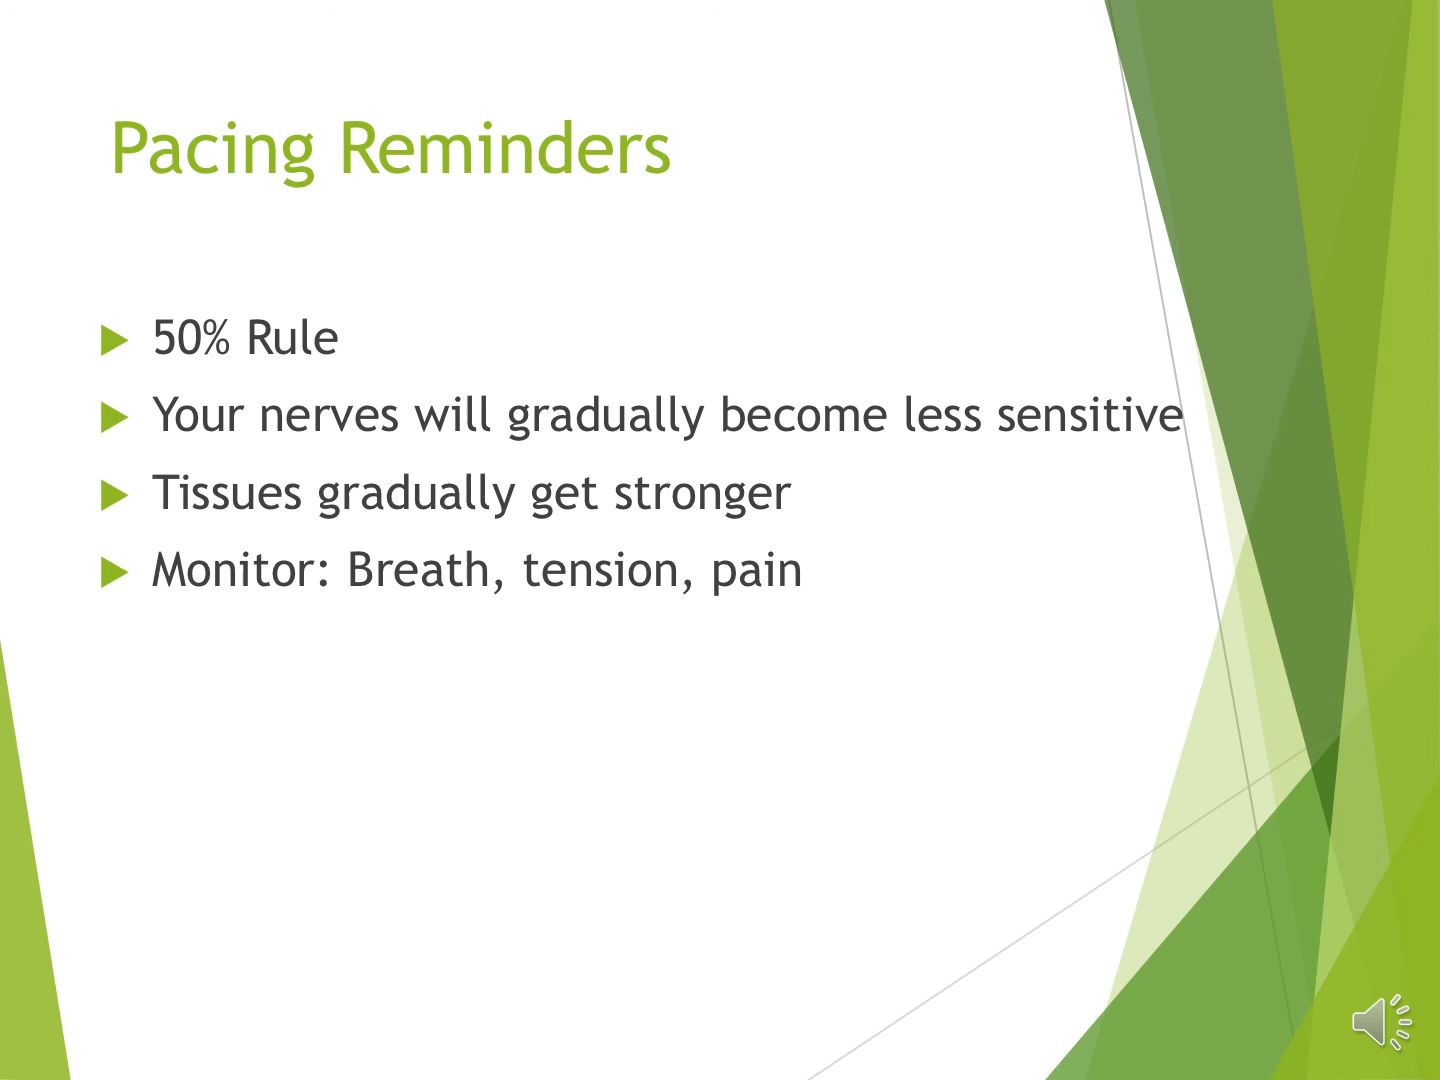 Pacing Reminders
50% Rule
Your nerves will gradually become less sensitive
Tissues gradually get stronger
Monitor: Breath, tension, pain